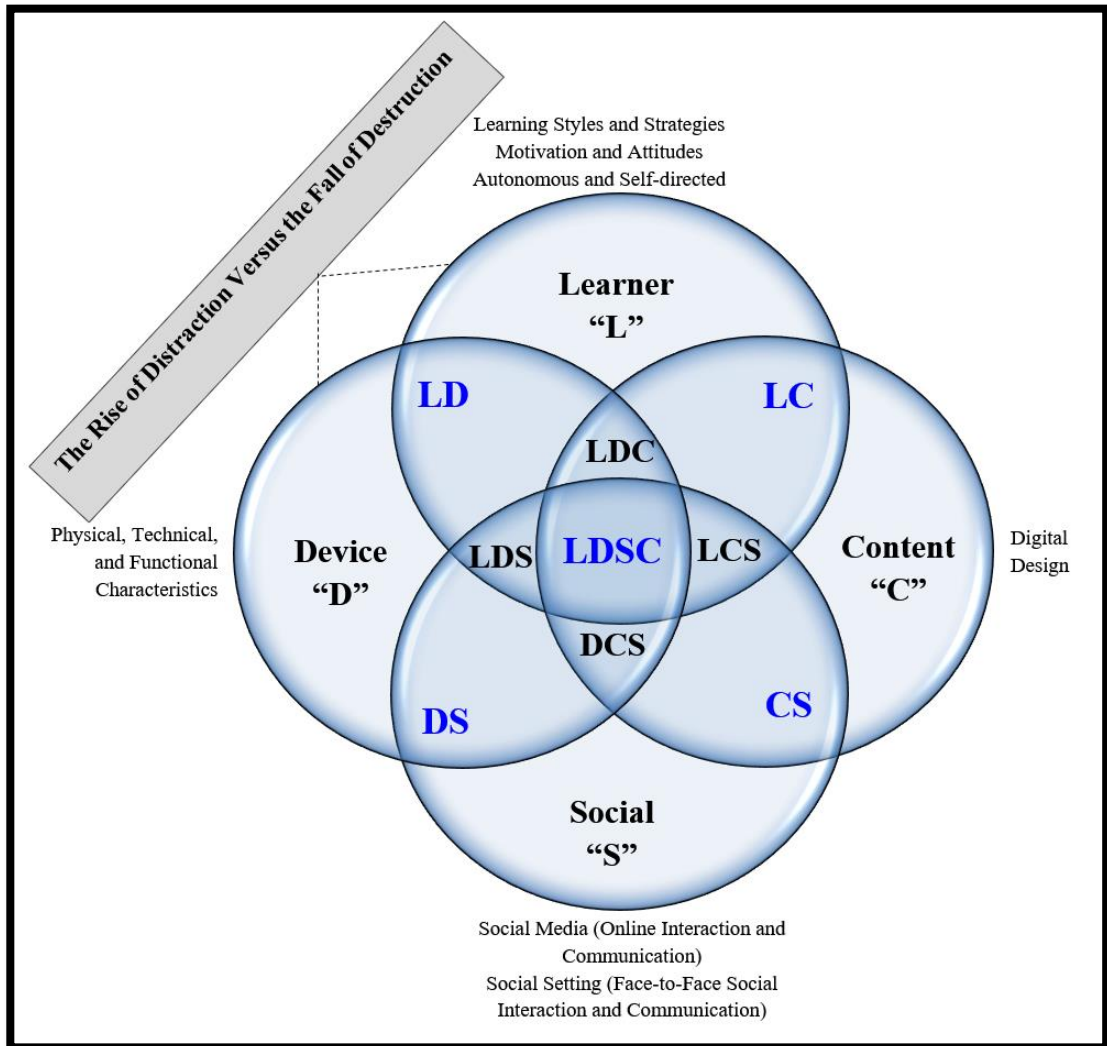 The Rise of Distraction Versus the Fall of Destruction
Learning Styles and Strategies
Motivation and Attitudes
Autonomous and Self-directed
Learner
“L”
LD
LC
LDC
Physical, Technical,
and Functional
Characteristics
Device
“D”
LDS
LDSC
LCS
Content
“C”
Digital
Design
DCS
DS
CS
Social
“S”
Social Media (Online Interaction and
Communication)
Social Setting (Face-to-Face Social
Interaction and Communication)